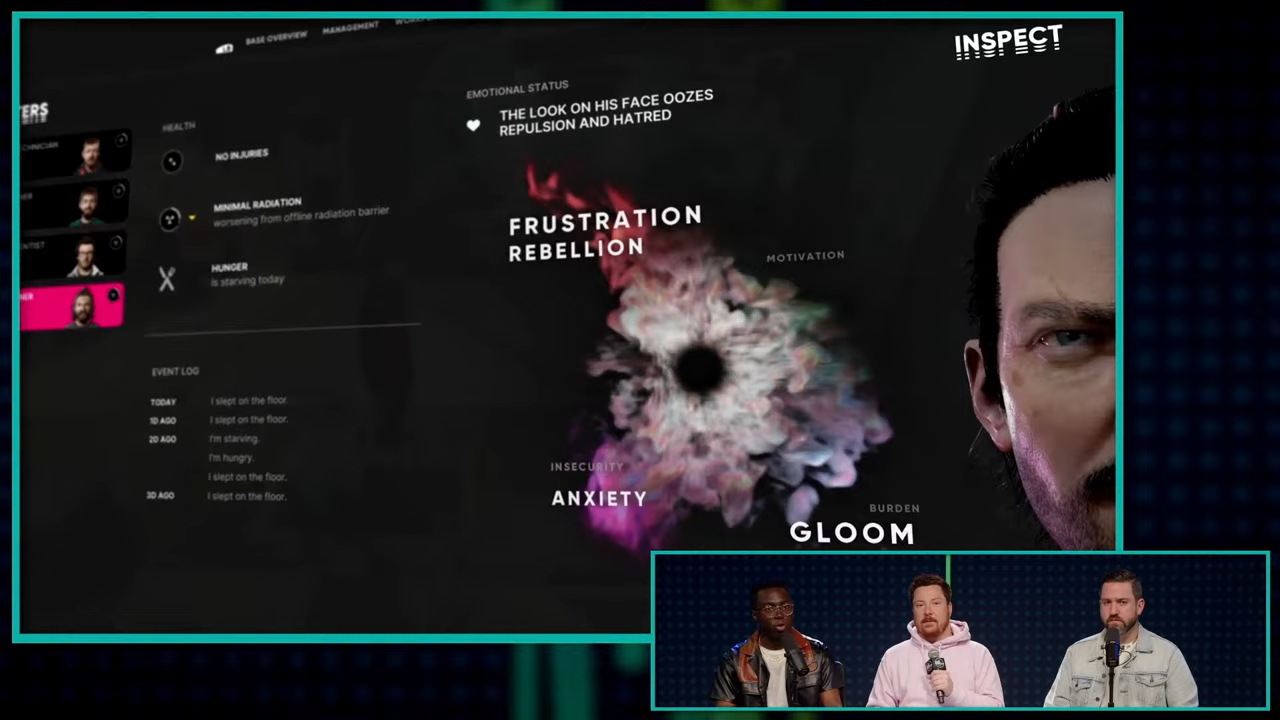 BASE OVERVIEW
MANAGEMENT
INSPECT
HEALTH
NO INJURIES
MINIMAL RADIATION
worsening from offline radiation barrier
HUNGER
is starving today
EVENT LOG
TODAY I slept on the floor.
1D AGO I slept on the floor.
2D AGO I'm starving.
I'm hungry.
I slept on the floor.
3D AGO I slept on the floor.
EMOTIONAL STATUS
THE LOOK ON HIS FACE OOZES
REPULSION AND HATRED
FRUSTRATION
REBELLION
MOTIVATION
INSECURITY
ANXIETY
BURDEN
GLOOM